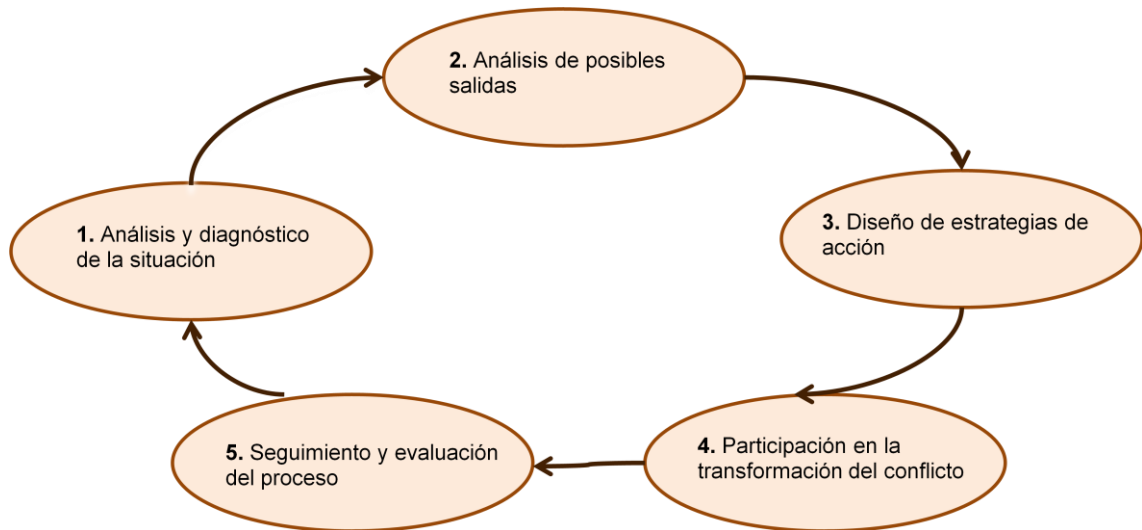 1. Análisis y diagnóstico
de la situación
2. Análisis de posibles
salidas
3. Diseño de estrategias de
acción
4. Participación en la
transformación del conflicto
5. Seguimiento y evaluación
del proceso